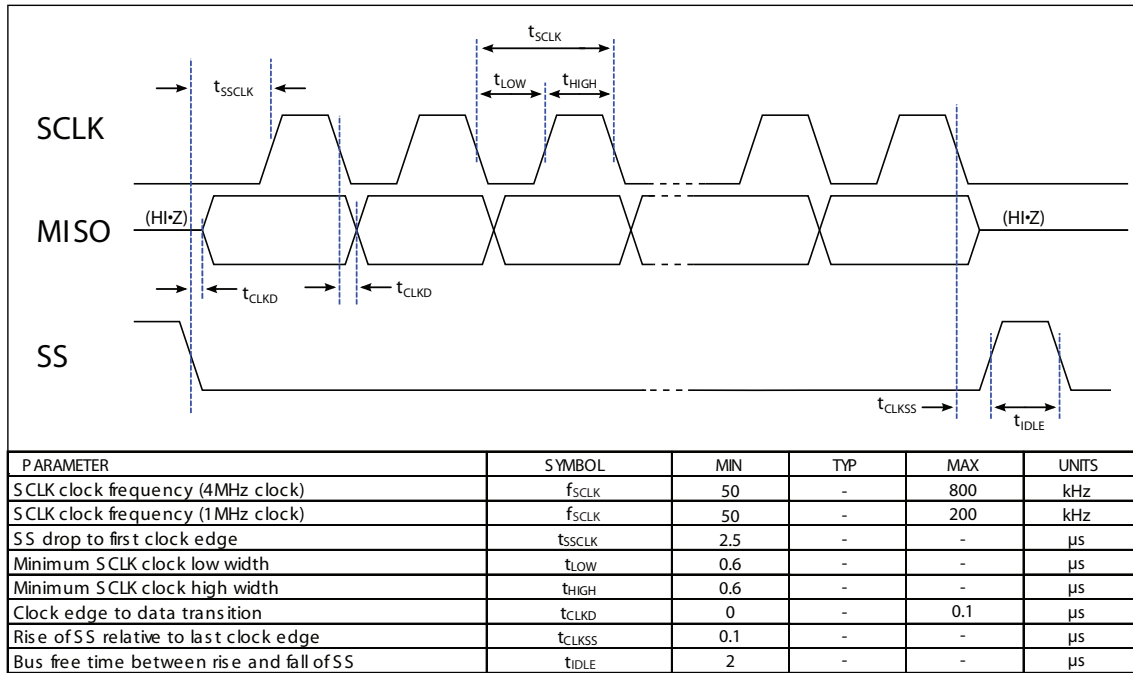 tSCLK
tSSCLK
tLOW tHIGH
SCLK
(HI•Z) (HI•Z)
MISO
tCLKD tCLKD
SS
tCLKSS
tIDLE
PARAMETER SYMBOL MIN TYP MAX UNITS
SCLK clock frequency (4MHz clock) fSCLK 50 - 800 kHz
SCLK clock frequency (1MHz clock) fSCLK 50 - 200 kHz
SS drop to first clock edge tSSCLK 2.5 - - µs
Minimum SCLK clock low width tLOW 0.6 - - µs
Minimum SCLK clock high width tHIGH 0.6 - - µs
Clock edge to data transition tCLKD 0 - 0.1 µs
Rise of SS relative to last clock edge tCLKSS 0.1 - - µs
Bus free time between rise and fall of SS tIDLE 2 - - µs